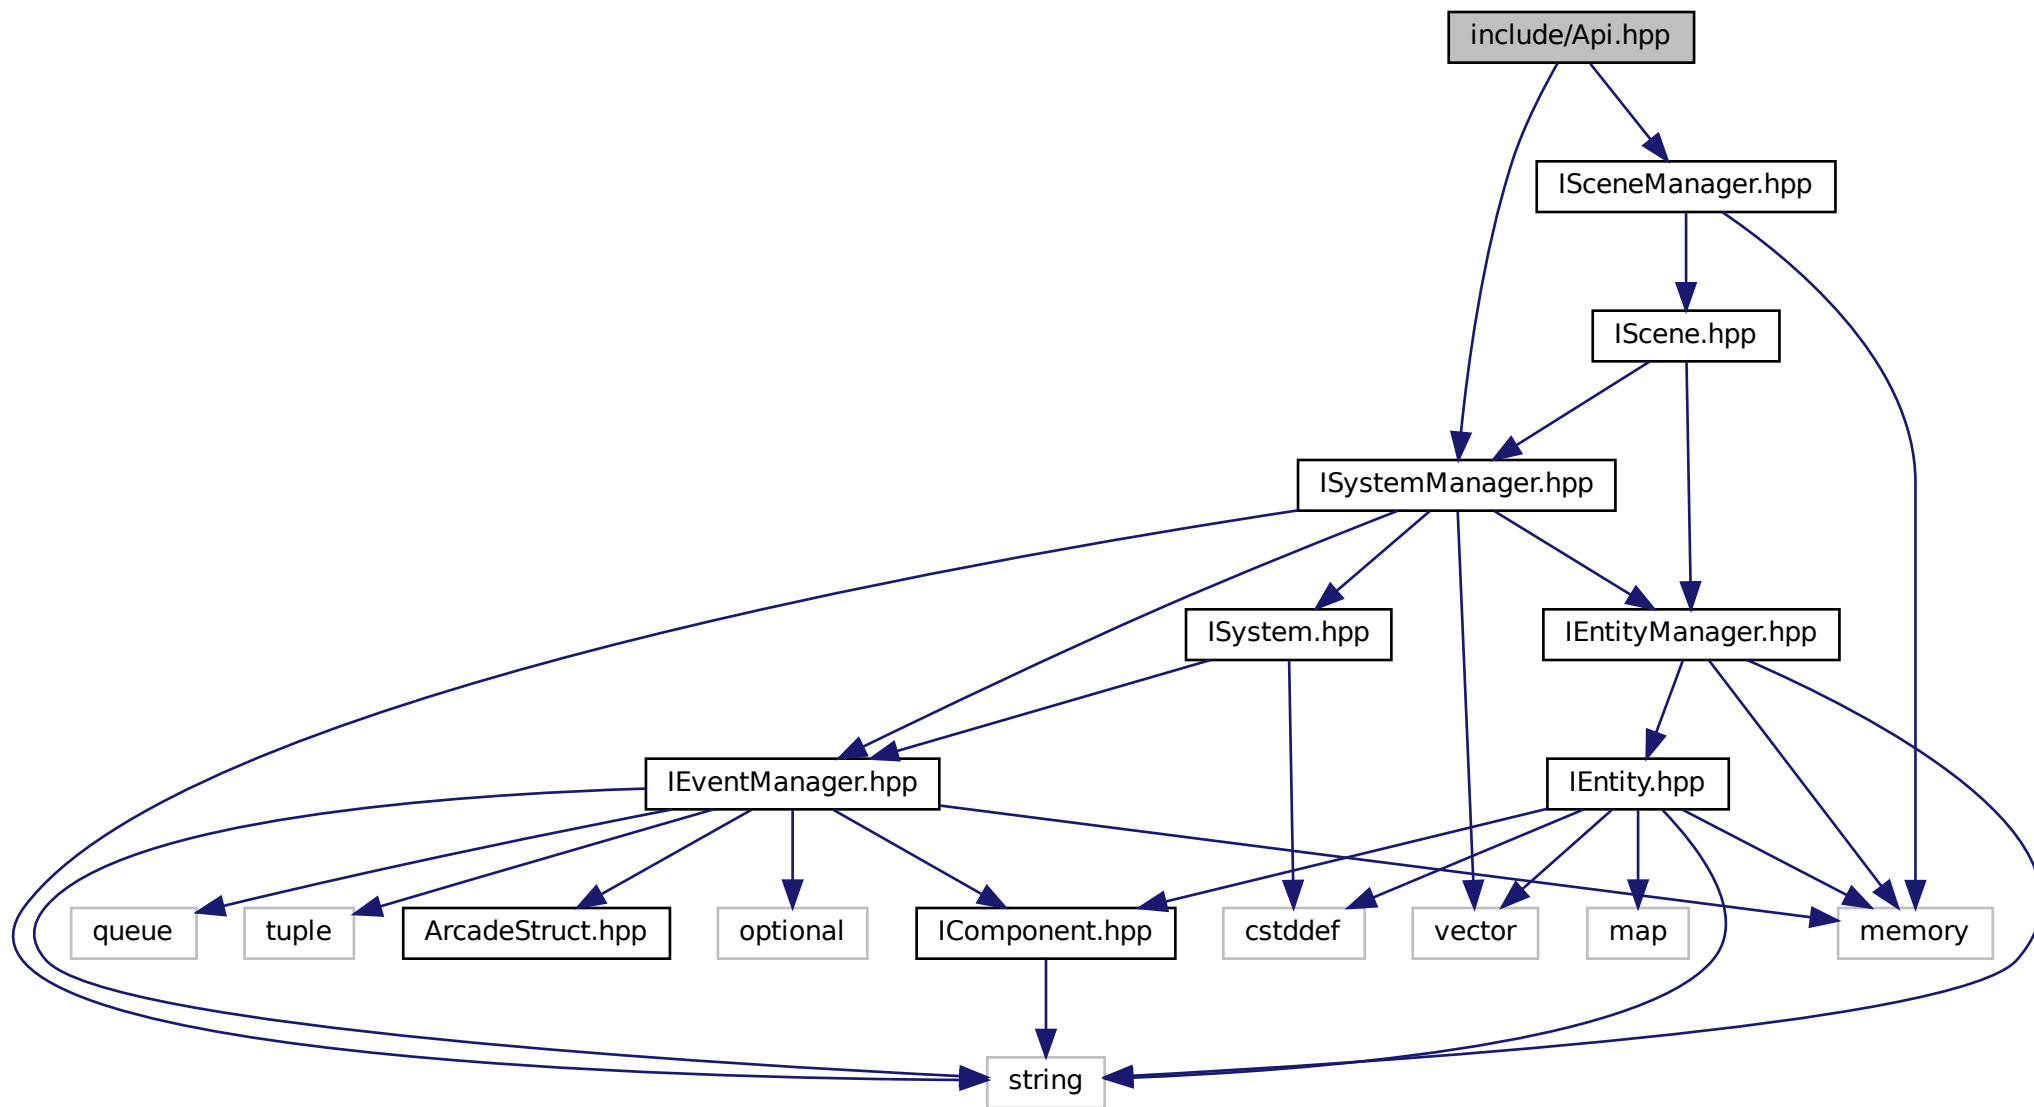 include/Api.hpp
ISceneManager.hpp
IScene.hpp
ISystemManager.hpp
ISystem.hpp
IEntityManager.hpp
IEventManager.hpp
IEntity.hpp
queue
tuple
ArcadeStruct.hpp
optional
IComponent.hpp
cstddef
vector
map
memory
string